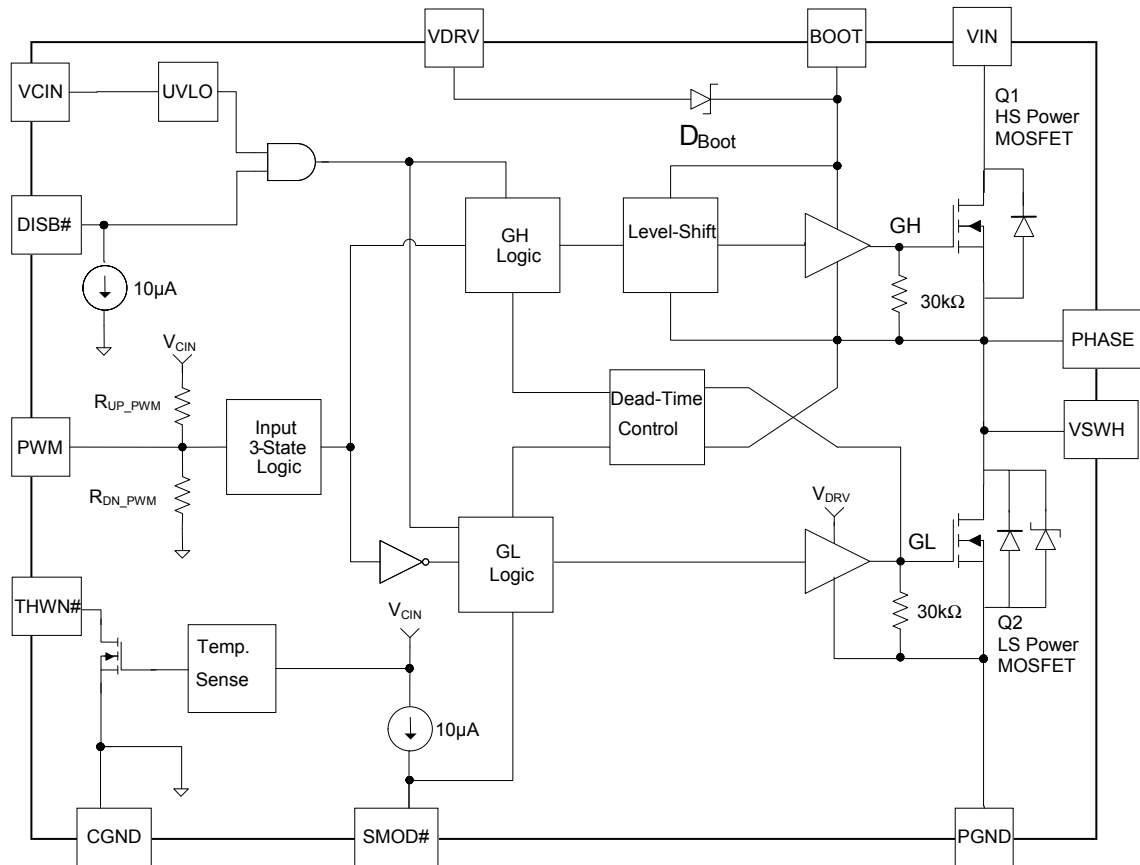 VDRV
BOOT
VIN
VCIN
UVLO
Q1
HS Power
MOSFET
DBoot
DISB#
GH
Logic
Level-Shift
GH
10µA
30kΩ
PHASE
VCIN
RUP_PWM
Dead-Time
Control
PWM
Input
3-State
Logic
VSWH
RDN_PWM
VDRV
GL
Logic
GL
THWN#
VCIN
30kΩ
Q2
LS Power
MOSFET
Temp.
Sense
10µA
CGND
SMOD#
PGND